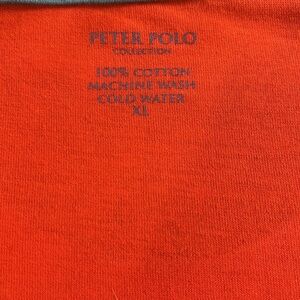 PETER POLO
COLLECTION
100% COTTON
MACHINE WASH
COLD WATER
XL